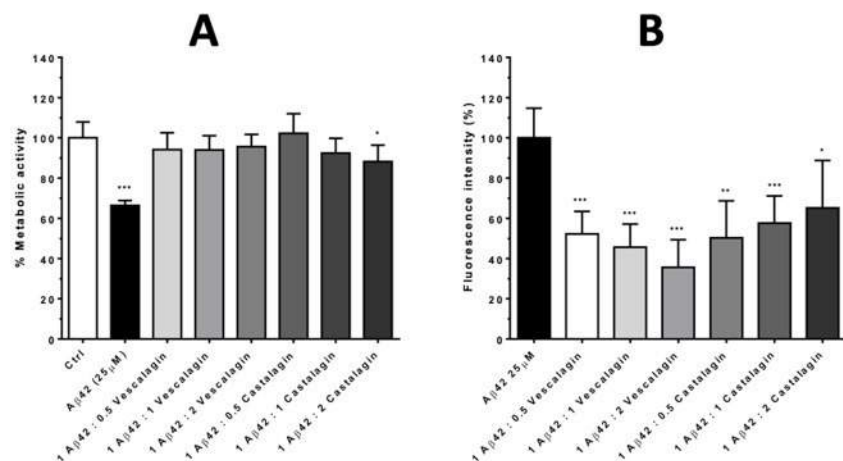 A
% Metabolic activity
140
120
100
80
60
40
20
0
***
*
Ctrl
Aβ42 (25μM)
1 Aβ42 : 0.5 Vescalagin
1 Aβ42 : 1 Vescalagin
1 Aβ42 : 2 Vescalagin
1 Aβ42 : 0.5 Castalagin
1 Aβ42 : 1 Castalagin
1 Aβ42 : 2 Castalagin
B
Fluorescence intensity (%)
140
120
100
80
60
40
20
0
***
***
***
**
***
*
Aβ42 25μM
1 Aβ42 : 0.5 Vescalagin
1 Aβ42 : 1 Vescalagin
1 Aβ42 : 2 Vescalagin
1 Aβ42 : 0.5 Castalagin
1 Aβ42 : 1 Castalagin
1 Aβ42 : 2 Castalagin